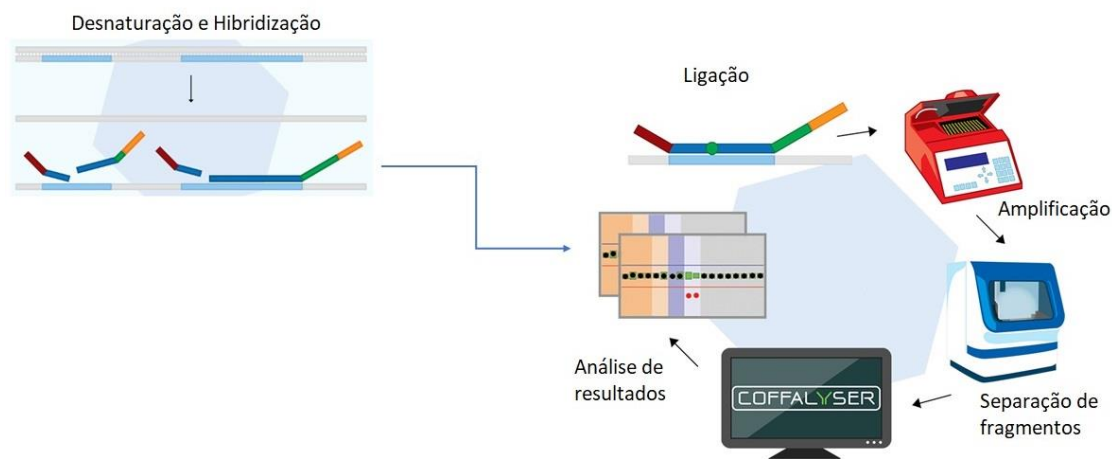 Desnaturação e Hibridização
Ligação
Amplificação
Separação de
fragmentos
COFFALYSER
Análise de
resultados